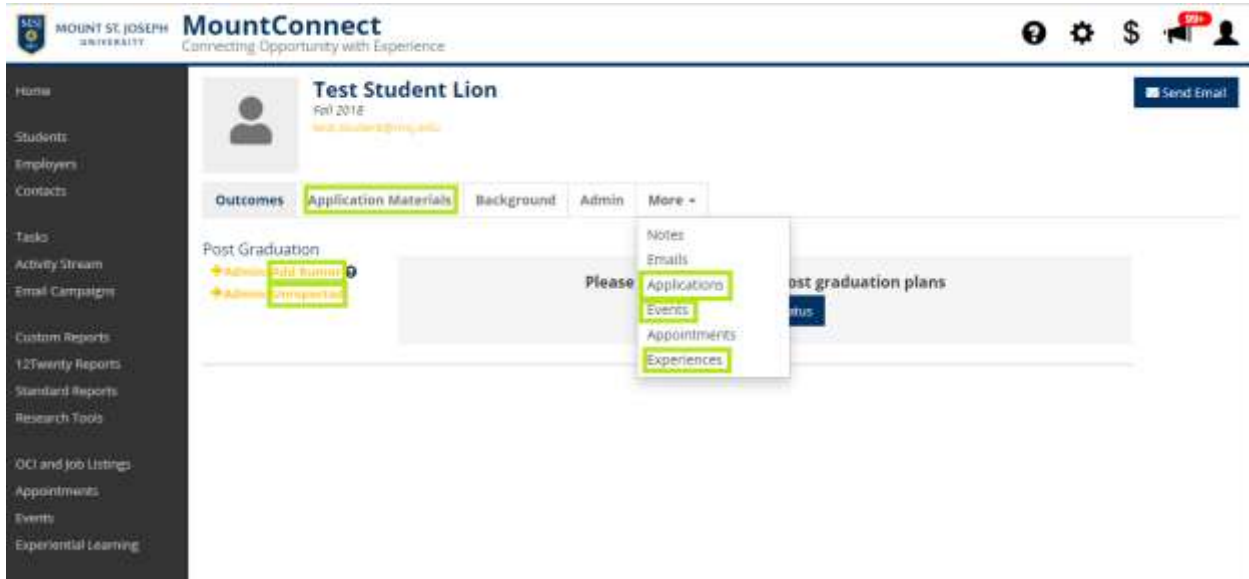 MSJ
MOUNT ST. JOSEPH
UNIVERSITY
MountConnect
Connecting Opportunity with Experience
$
99+
Home
Students
Employers
Contacts
Tasks
Activity Stream
Email Campaigns
Custom Reports
12Twenty Reports
Standard Reports
Research Tools
OCI and Job Listings
Appointments
Events
Experiential Learning
Test Student Lion
Fall 2018
Send Email
Outcomes
Application Materials
Background
Admin
More
Post Graduation
Admin: Add Rumor
Admin: Unreported
Please
ost graduation plans
tus
Notes
Emails
Applications
Events
Appointments
Experiences